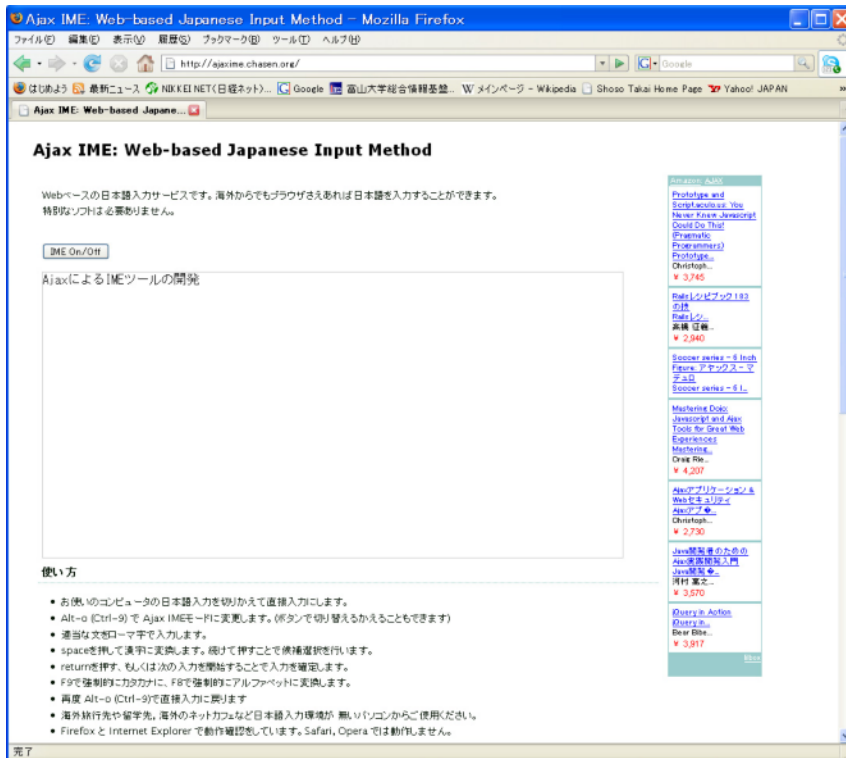 Ajax IME: Web-based Japanese Input Method - Mozilla Firefox
ファイル(F) 編集(E) 表示(V) 履歴(S) ブックマーク(B) ツール(T) ヘルプ(H)
http://ajaxime.chasen.org/
Google
はじめよう 最新ニュース NIKKEI NET(日経ネット)... Google 富山大学総合情報基盤... メインページ - Wikipedia Shoso Takai Home Page Yahoo! JAPAN »
Ajax IME: Web-based Japane...
Ajax IME: Web-based Japanese Input Method
Webベースの日本語入力サービスです。海外からでもブラウザさえあれば日本語を入力することができます。
特別なソフトは必要ありません。
IME On/Off
AjaxによるIMEツールの開発
使い方
• お使いのコンピュータの日本語入力を切りかえて直接入力にします。
• Alt-o (Ctrl-9) で Ajax IMEモードに変更します。(ボタンで切り替えるかえることもできます)
• 適当な文をローマ字で入力します。
• spaceを押して漢字に変換します。続けて押すことで候補選択を行います。
• returnを押す、もしくは次の入力を開始することで入力を確定します。
• F9で強制的にカタカナに、F8で強制的にアルファベットに変換します。
• 再度 Alt-o (Ctrl-9)で直接入力に戻ります
• 海外旅行先や留学先, 海外のネットカフェなど日本語入力環境が 無いパソコンからご使用ください。
• Firefox と Internet Explorer で動作確認をしています。Safari, Opera では動作しません。
Amazon AJAX
Prototype and
Scriptaculo.us: You
Never Knew Javascript
Could Do This!
(Pragmatic
Programmers)
Prototype...
Christoph...
¥ 3,745
Railsレシピブック 183
の技
Railsレシ...
高橋 征義...
¥ 2,940
Soccer series - 6 Inch
Figure: アヤックス - マ
デュロ
Soccer series - 6 I...
Mastering Dojo:
Javascript and Ajax
Tools for Great Web
Experiences
Mastering...
Craig Rie...
¥ 4,207
Ajaxアプリケーション &
Webセキュリティ
Ajaxアプ�...
Christoph...
¥ 2,730
Java開発者のための
Ajax実践開発入門
Java開発�...
¥ 3,570
jQuery in Action
jQuery in...
Bear Bibe...
¥ 3,917
完了